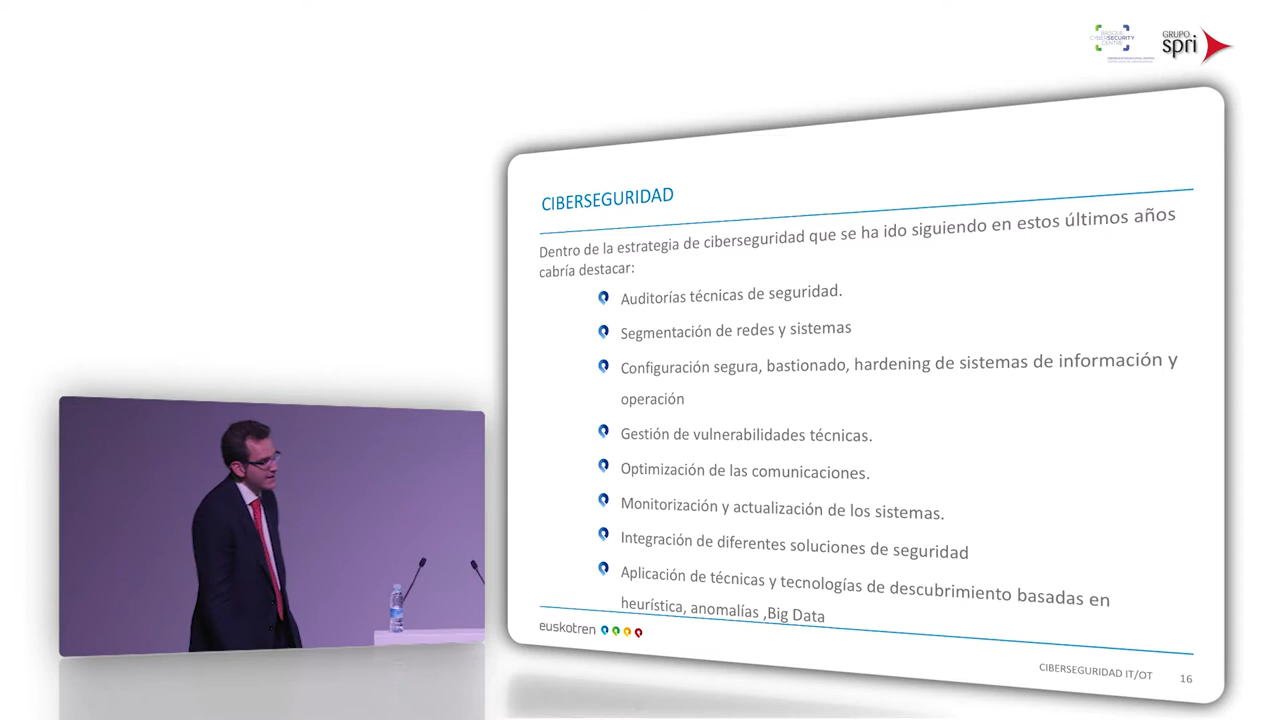 BASQUE
CYBERSECURITY
CENTRE
GRUPO
spri
CIBERSEGURIDAD
Dentro de la estrategia de ciberseguridad que se ha ido siguiendo en estos últimos años
cabría destacar:
Auditorías técnicas de seguridad.
Segmentación de redes y sistemas
Configuración segura, bastionado, hardening de sistemas de información y
operación
Gestión de vulnerabilidades técnicas.
Optimización de las comunicaciones.
Monitorización y actualización de los sistemas.
Integración de diferentes soluciones de seguridad
Aplicación de técnicas y tecnologías de descubrimiento basadas en
heurística, anomalías ,Big Data
euskotren
CIBERSEGURIDAD IT/OT
16